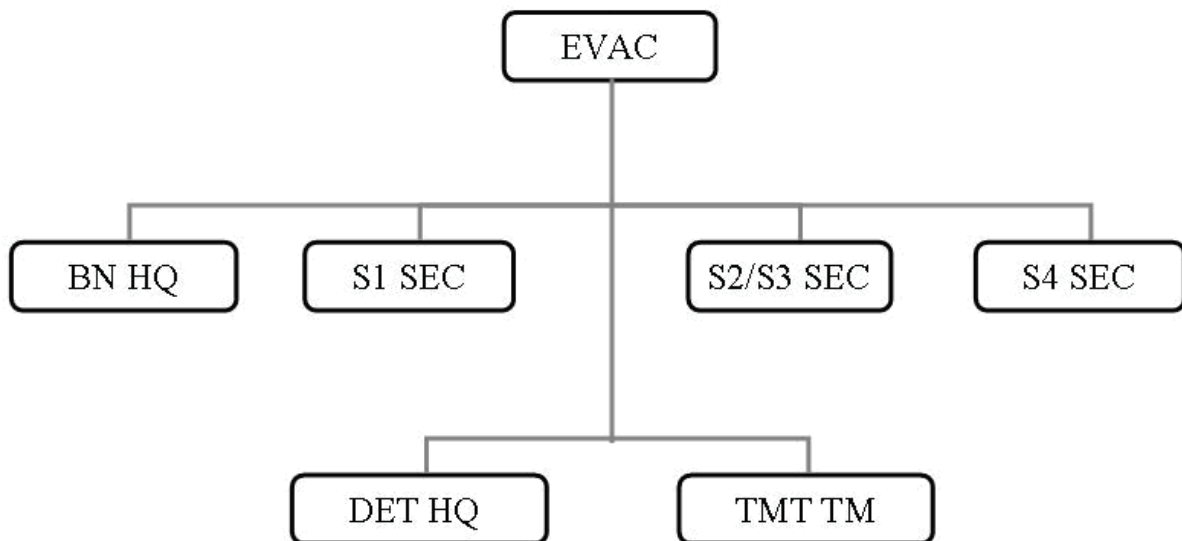 EVAC
BN HQ
S1 SEC
S2/S3 SEC
S4 SEC
DET HQ
TMT TM